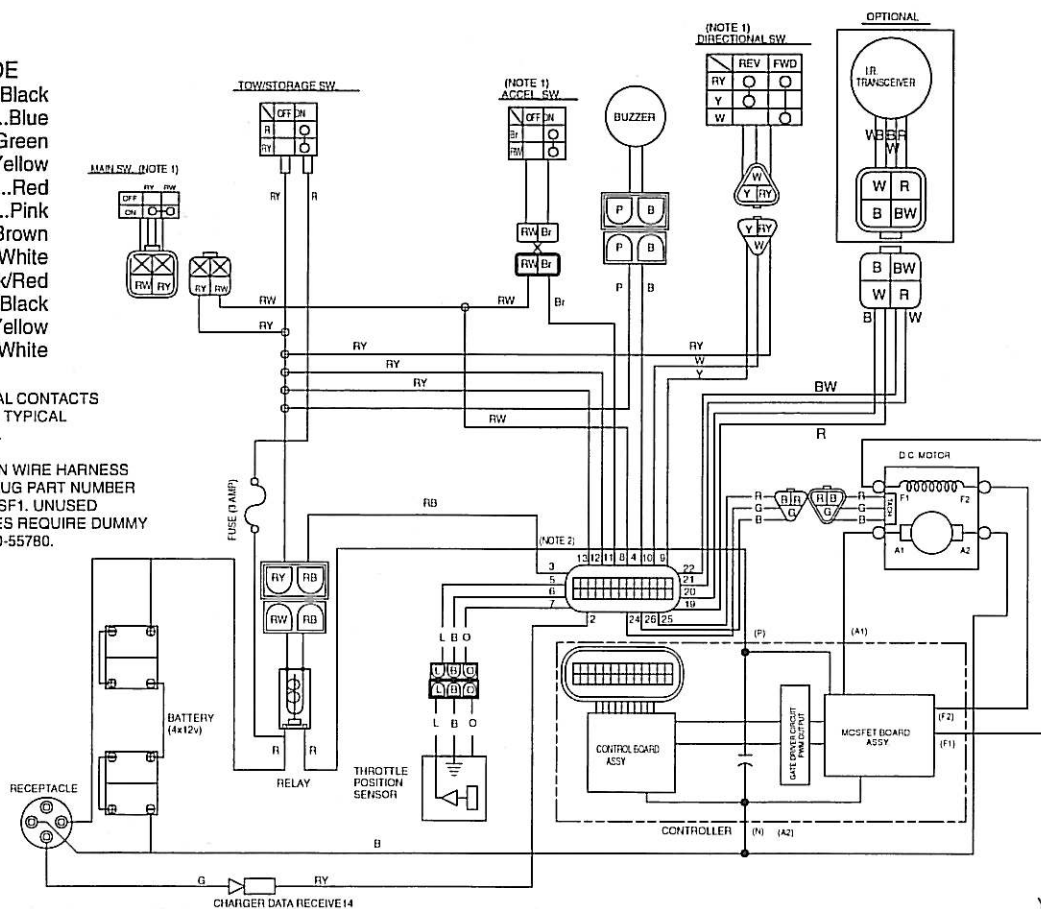 DE
Black
...Blue
Green
Yellow
...Red
...Pink
Brown
White
k/Red
Black
Yellow
White
AL CONTACTS
TYPICAL
N WIRE HARNESS
UG PART NUMBER
SF1. UNUSED
ES REQUIRE DUMMY
0-55780.
MAIN SW. (NOTE 1)
RY RW
OFF
ON
RW RY
RY RW
TOW/STORAGE SW.
OFF ON
R
RY
RY
R
(NOTE 1)
ACCEL. SW.
OFF ON
Br
RW
RW Br
RW Br
RW
Br
BUZZER
P B
P B
P B
(NOTE 1)
DIRECTIONAL SW.
REV FWD
RY
Y
W
W
Y RY
Y RY
W
OPTIONAL
I.R.
TRANSCEIVER
W B B R
W
W R
B BW
B BW
W R
B W
RW
RY
RY
RY
RY
RY
W
Y
RW
BW
R
FUSE (3 AMP)
RB
(NOTE 2)
13 12 11 8 4 10 9
3
5
6
7
2
22
21
20
19
24 26 25
RY RB
RW RB
R R
RELAY
L B O
L B O
L B O
L B O
THROTTLE
POSITION
SENSOR
BATTERY
(4x12v)
RECEPTACLE
B
G
RY
CHARGER DATA RECEIVE14
R
G
B
B R
G
R B
G
R
G
B
TACH
D.C. MOTOR
F1 F2
A1 A2
(P)
(A1)
(F2)
(F1)
CONTROL BOARD
ASSY
GATE DRIVER CIRCUIT
PWM OUTPUT
MOSFET BOARD
ASSY.
CONTROLLER
(N) (A2)
Y